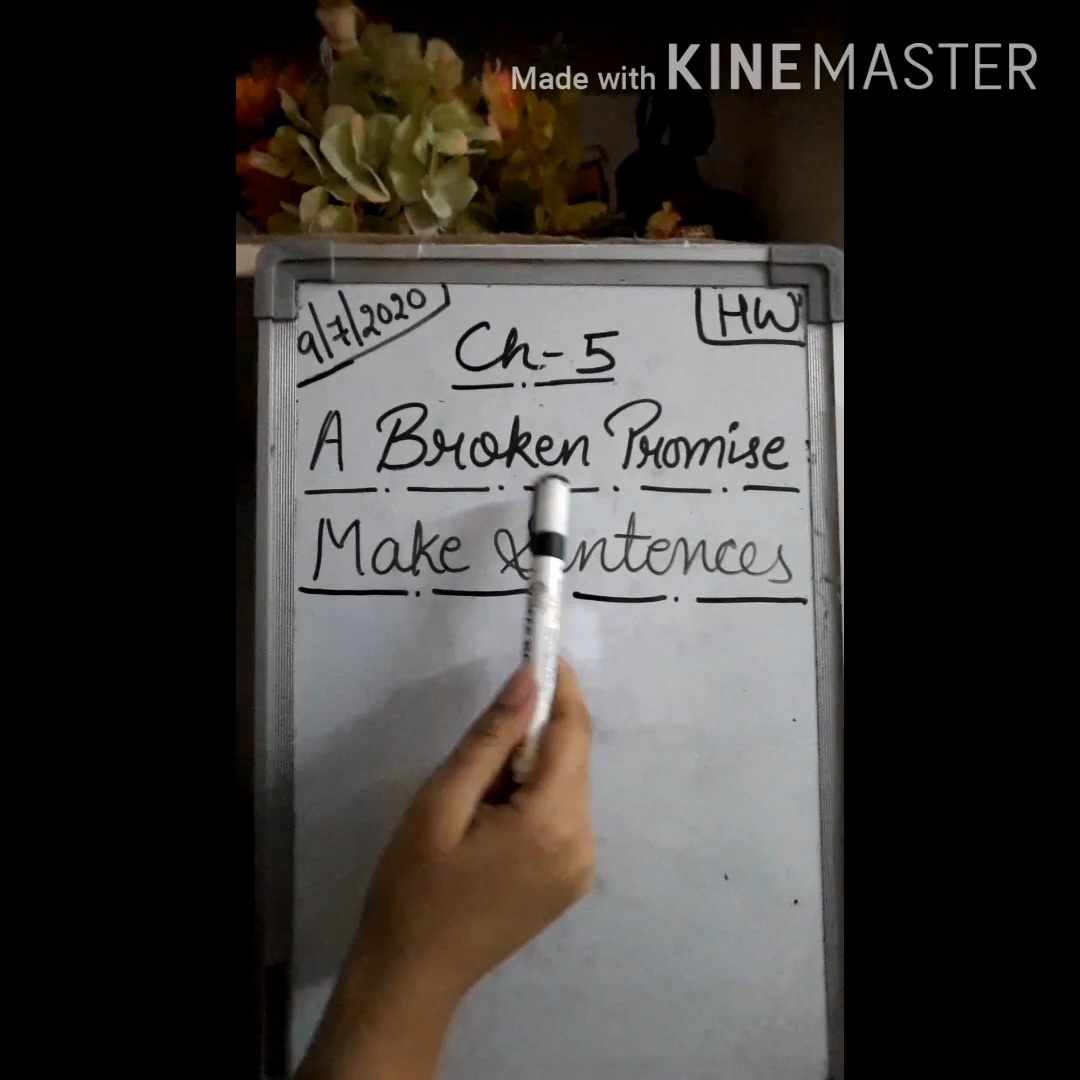 Made with KINEMASTER
9/7/2020
HW
Ch-5
A Broken Promise
Make Sentences